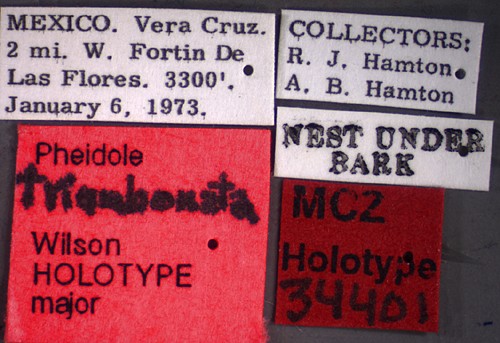 MEXICO. Vera Cruz.
2 mi. W. Fortin De
Las Flores. 3300'.
January 6, 1973.
COLLECTORS:
R. J. Hamton
A. B. Hamton
NEST UNDER
BARK
Pheidole
Wilson
HOLOTYPE
major
MCZ
Holotype
34401